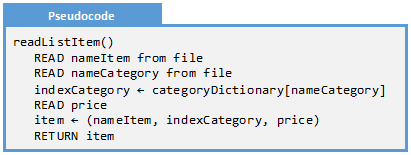 Pseudocode
readListItem()
READ nameItem from file
READ nameCategory from file
indexCategory ← categoryDictionary[nameCategory]
READ price
item ← (nameItem, indexCategory, price)
RETURN item